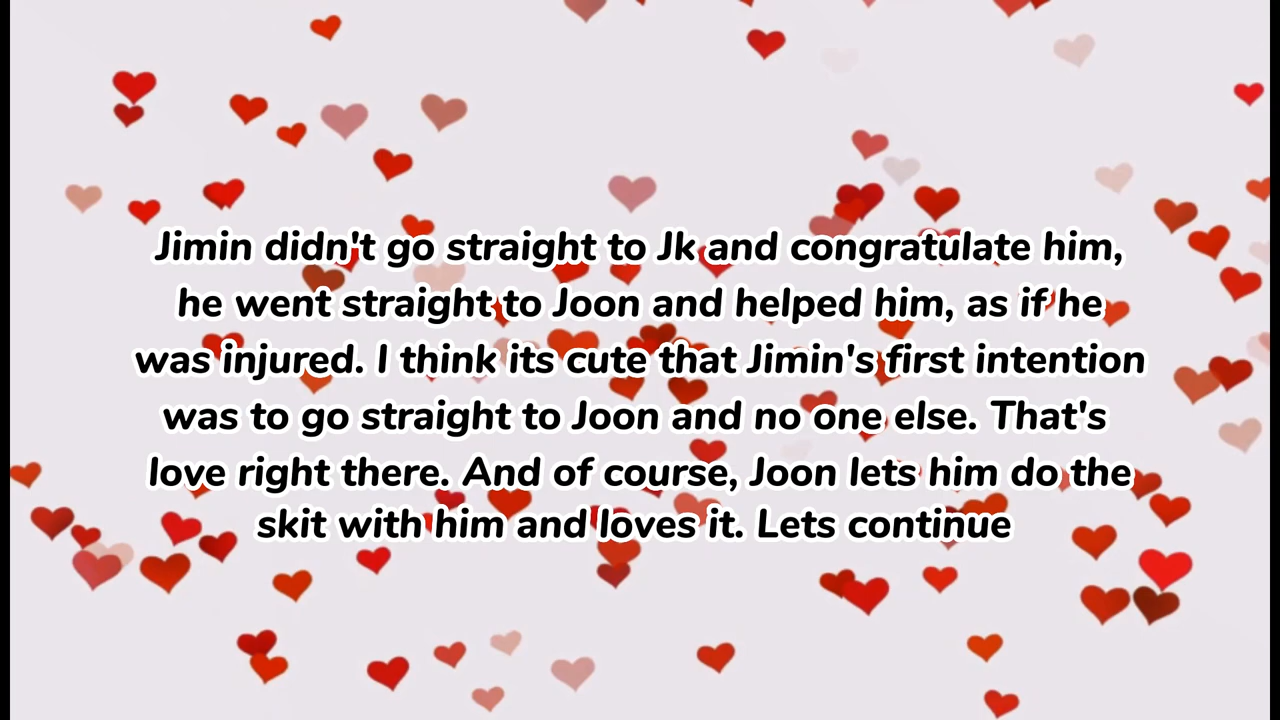 Jimin didn't go straight to Jk and congratulate him,
he went straight to Joon and helped him, as if he
was injured. I think its cute that Jimin's first intention
was to go straight to Joon and no one else. That's
love right there. And of course, Joon lets him do the
skit with him and loves it. Lets continue